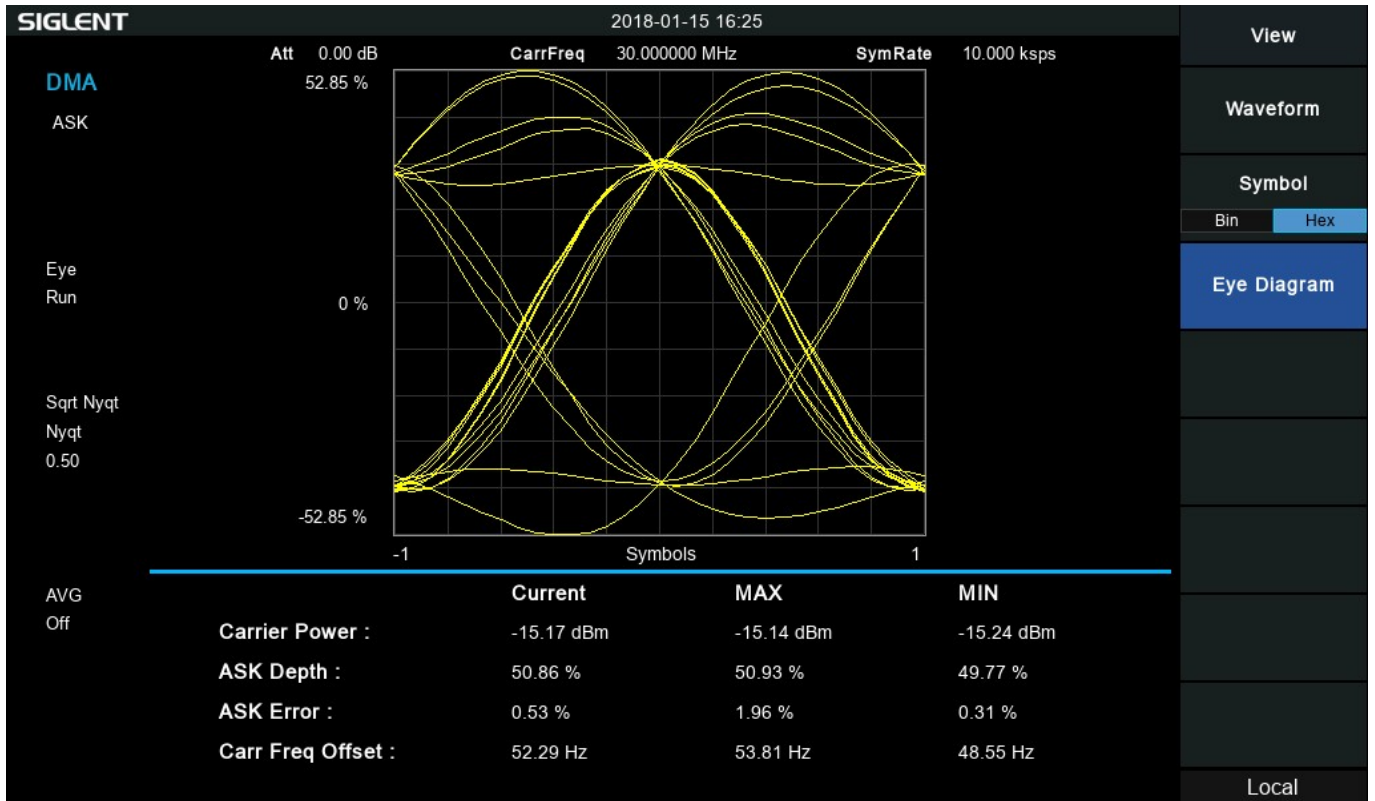 SIGLENT 2018-01-15 16:25 View
Att 0.00 dB CarrFreq 30.000000 MHz SymRate 10.000 ksps
DMA 52.85 %
Waveform
ASK
Symbol
Bin Hex
Eye
Eye Diagram
Run
0 %
Sqrt Nyqt
Nyqt
0.50
-52.85 %
-1 Symbols 1
AVG Current MAX MIN
Off
Carrier Power : -15.17 dBm -15.14 dBm -15.24 dBm
ASK Depth : 50.86 % 50.93 % 49.77 %
ASK Error : 0.53 % 1.96 % 0.31 %
Carr Freq Offset : 52.29 Hz 53.81 Hz 48.55 Hz
Local